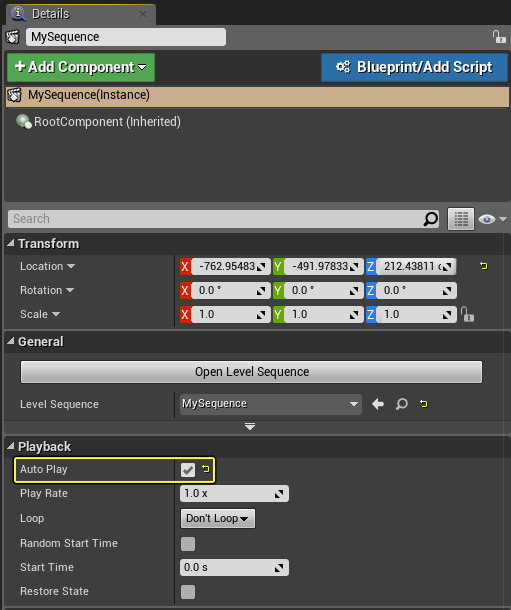 Details
MySequence
+ Add Component
Blueprint/Add Script
MySequence(Instance)
RootComponent (Inherited)
Search
Transform
Location X -762.95483 Y -491.97833 Z 212.43811
Rotation X 0.0 ° Y 0.0 ° Z 0.0 °
Scale X 1.0 Y 1.0 Z 1.0
General
Open Level Sequence
Level Sequence MySequence
Playback
Auto Play
Play Rate 1.0 x
Loop Don't Loop
Random Start Time
Start Time 0.0 s
Restore State